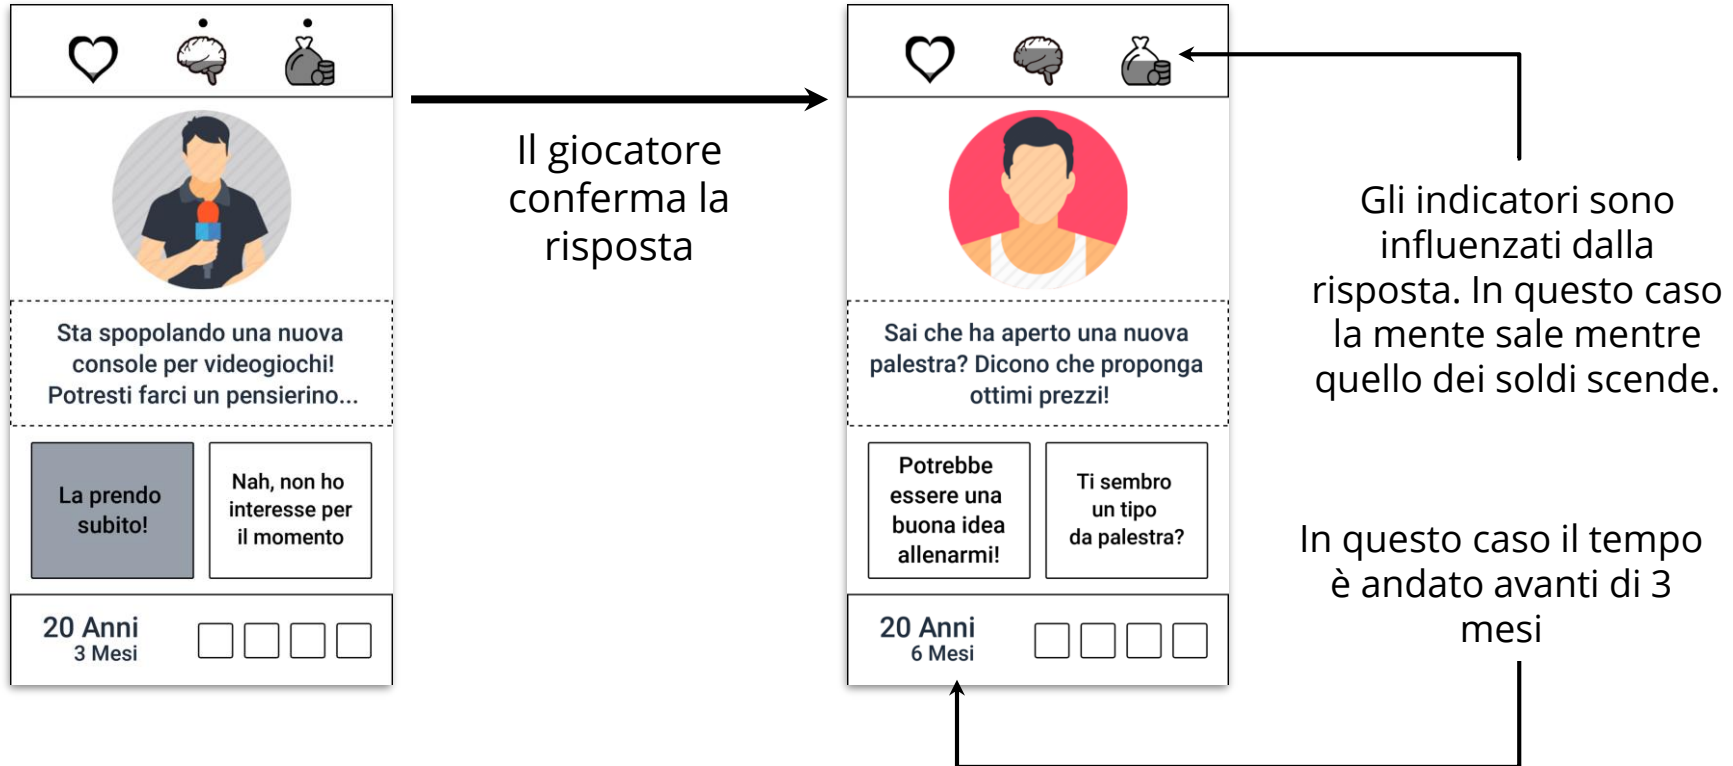 Sta spopolando una nuova
console per videogiochi!
Potresti farci un pensierino...
La prendo
subito!
Nah, non ho
interesse per
il momento
20 Anni
3 Mesi
Il giocatore
conferma la
risposta
Sai che ha aperto una nuova
palestra? Dicono che proponga
ottimi prezzi!
Potrebbe
essere una
buona idea
allenarmi!
Ti sembro
un tipo
da palestra?
20 Anni
6 Mesi
Gli indicatori sono
influenzati dalla
risposta. In questo caso
la mente sale mentre
quello dei soldi scende.
In questo caso il tempo
è andato avanti di 3
mesi